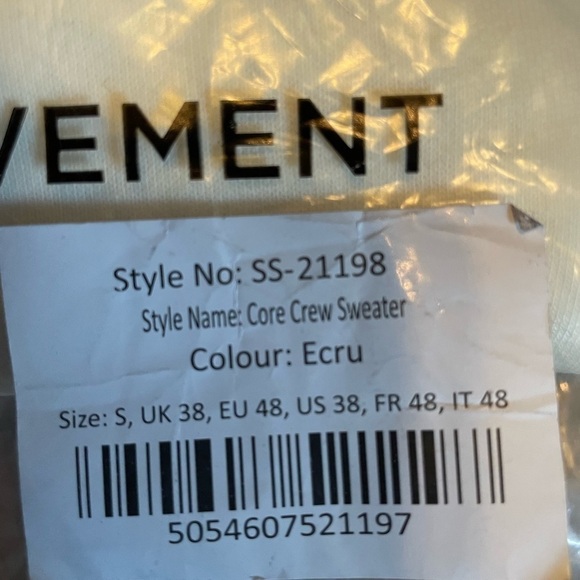 VEMENT
Style No: SS-21198
Style Name: Core Crew Sweater
Colour: Ecru
Size: S, UK 38, EU 48, US 38, FR 48, IT 48
5054607521197